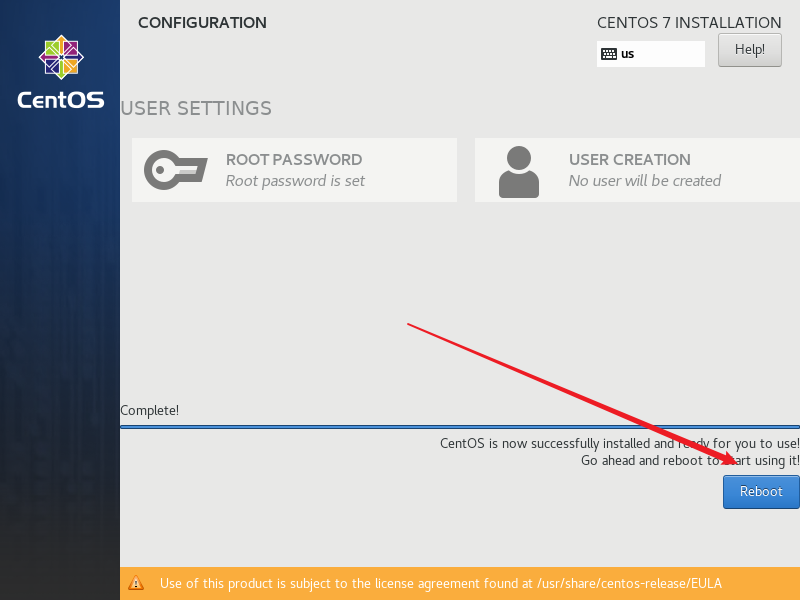 CONFIGURATION
CENTOS 7 INSTALLATION
us
Help!
CentOS
USER SETTINGS
ROOT PASSWORD
Root password is set
USER CREATION
No user will be created
Complete!
CentOS is now successfully installed and ready for you to use!
Go ahead and reboot to start using it!
Reboot
Use of this product is subject to the license agreement found at /usr/share/centos-release/EULA